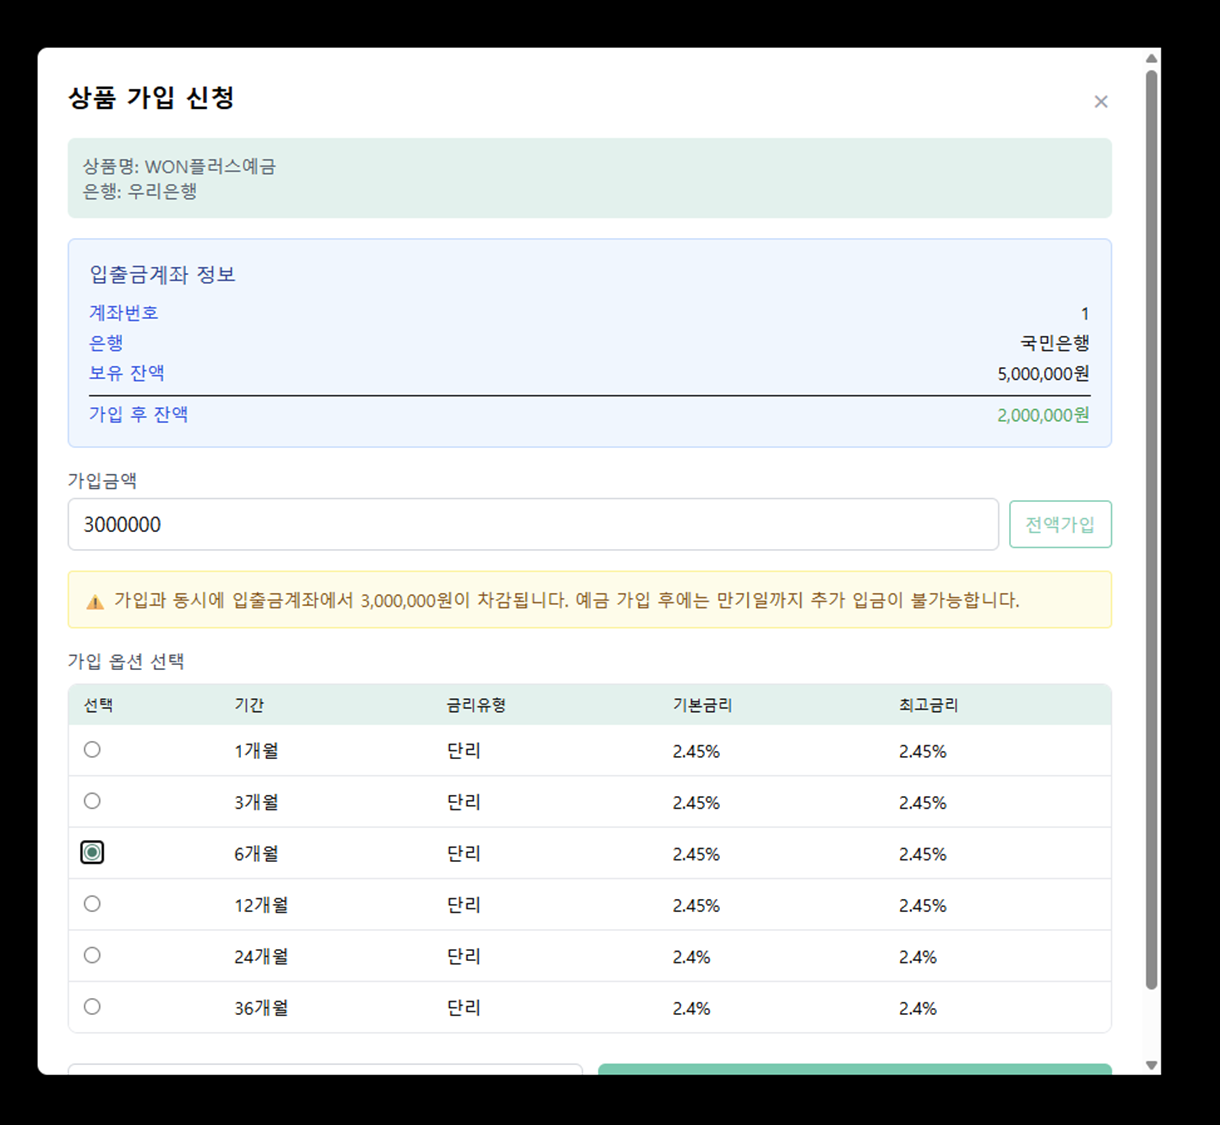 상품 가입 신청
×
상품명: WON플러스예금
은행: 우리은행
입출금계좌 정보
계좌번호 1
은행 국민은행
보유 잔액 5,000,000원
가입 후 잔액 2,000,000원
가입금액
3000000 전액가입
⚠ 가입과 동시에 입출금계좌에서 3,000,000원이 차감됩니다. 예금 가입 후에는 만기일까지 추가 입금이 불가능합니다.
가입 옵션 선택
선택 기간 금리유형 기본금리 최고금리
1개월 단리 2.45% 2.45%
3개월 단리 2.45% 2.45%
6개월 단리 2.45% 2.45%
12개월 단리 2.45% 2.45%
24개월 단리 2.4% 2.4%
36개월 단리 2.4% 2.4%